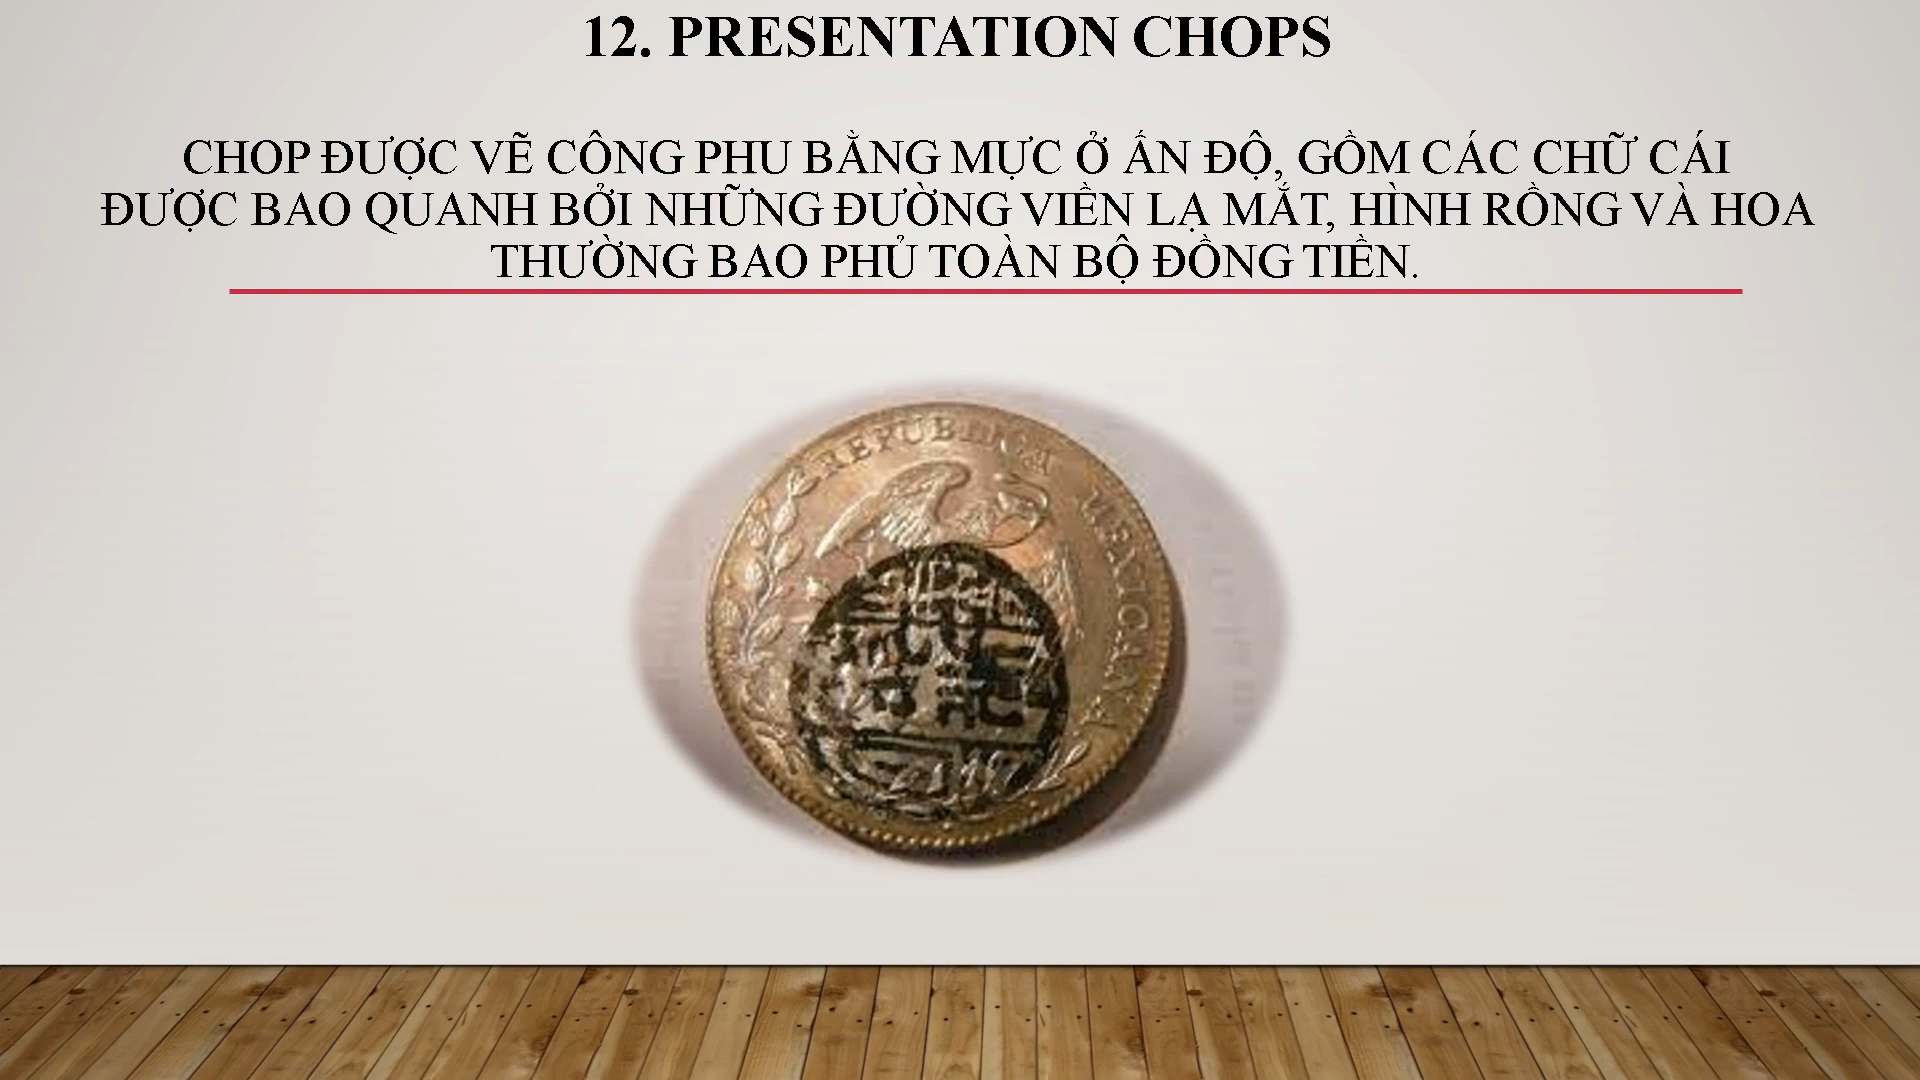 12. PRESENTATION CHOPS
CHOP ĐƯỢC VẼ CÔNG PHU BẰNG MỰC Ở ẤN ĐỘ, GỒM CÁC CHỮ CÁI
ĐƯỢC BAO QUANH BỞI NHỮNG ĐƯỜNG VIỀN LẠ MẮT, HÌNH RỒNG VÀ HOA
THƯỜNG BAO PHỦ TOÀN BỘ ĐỒNG TIỀN.
REPUBLICA MEXICANA